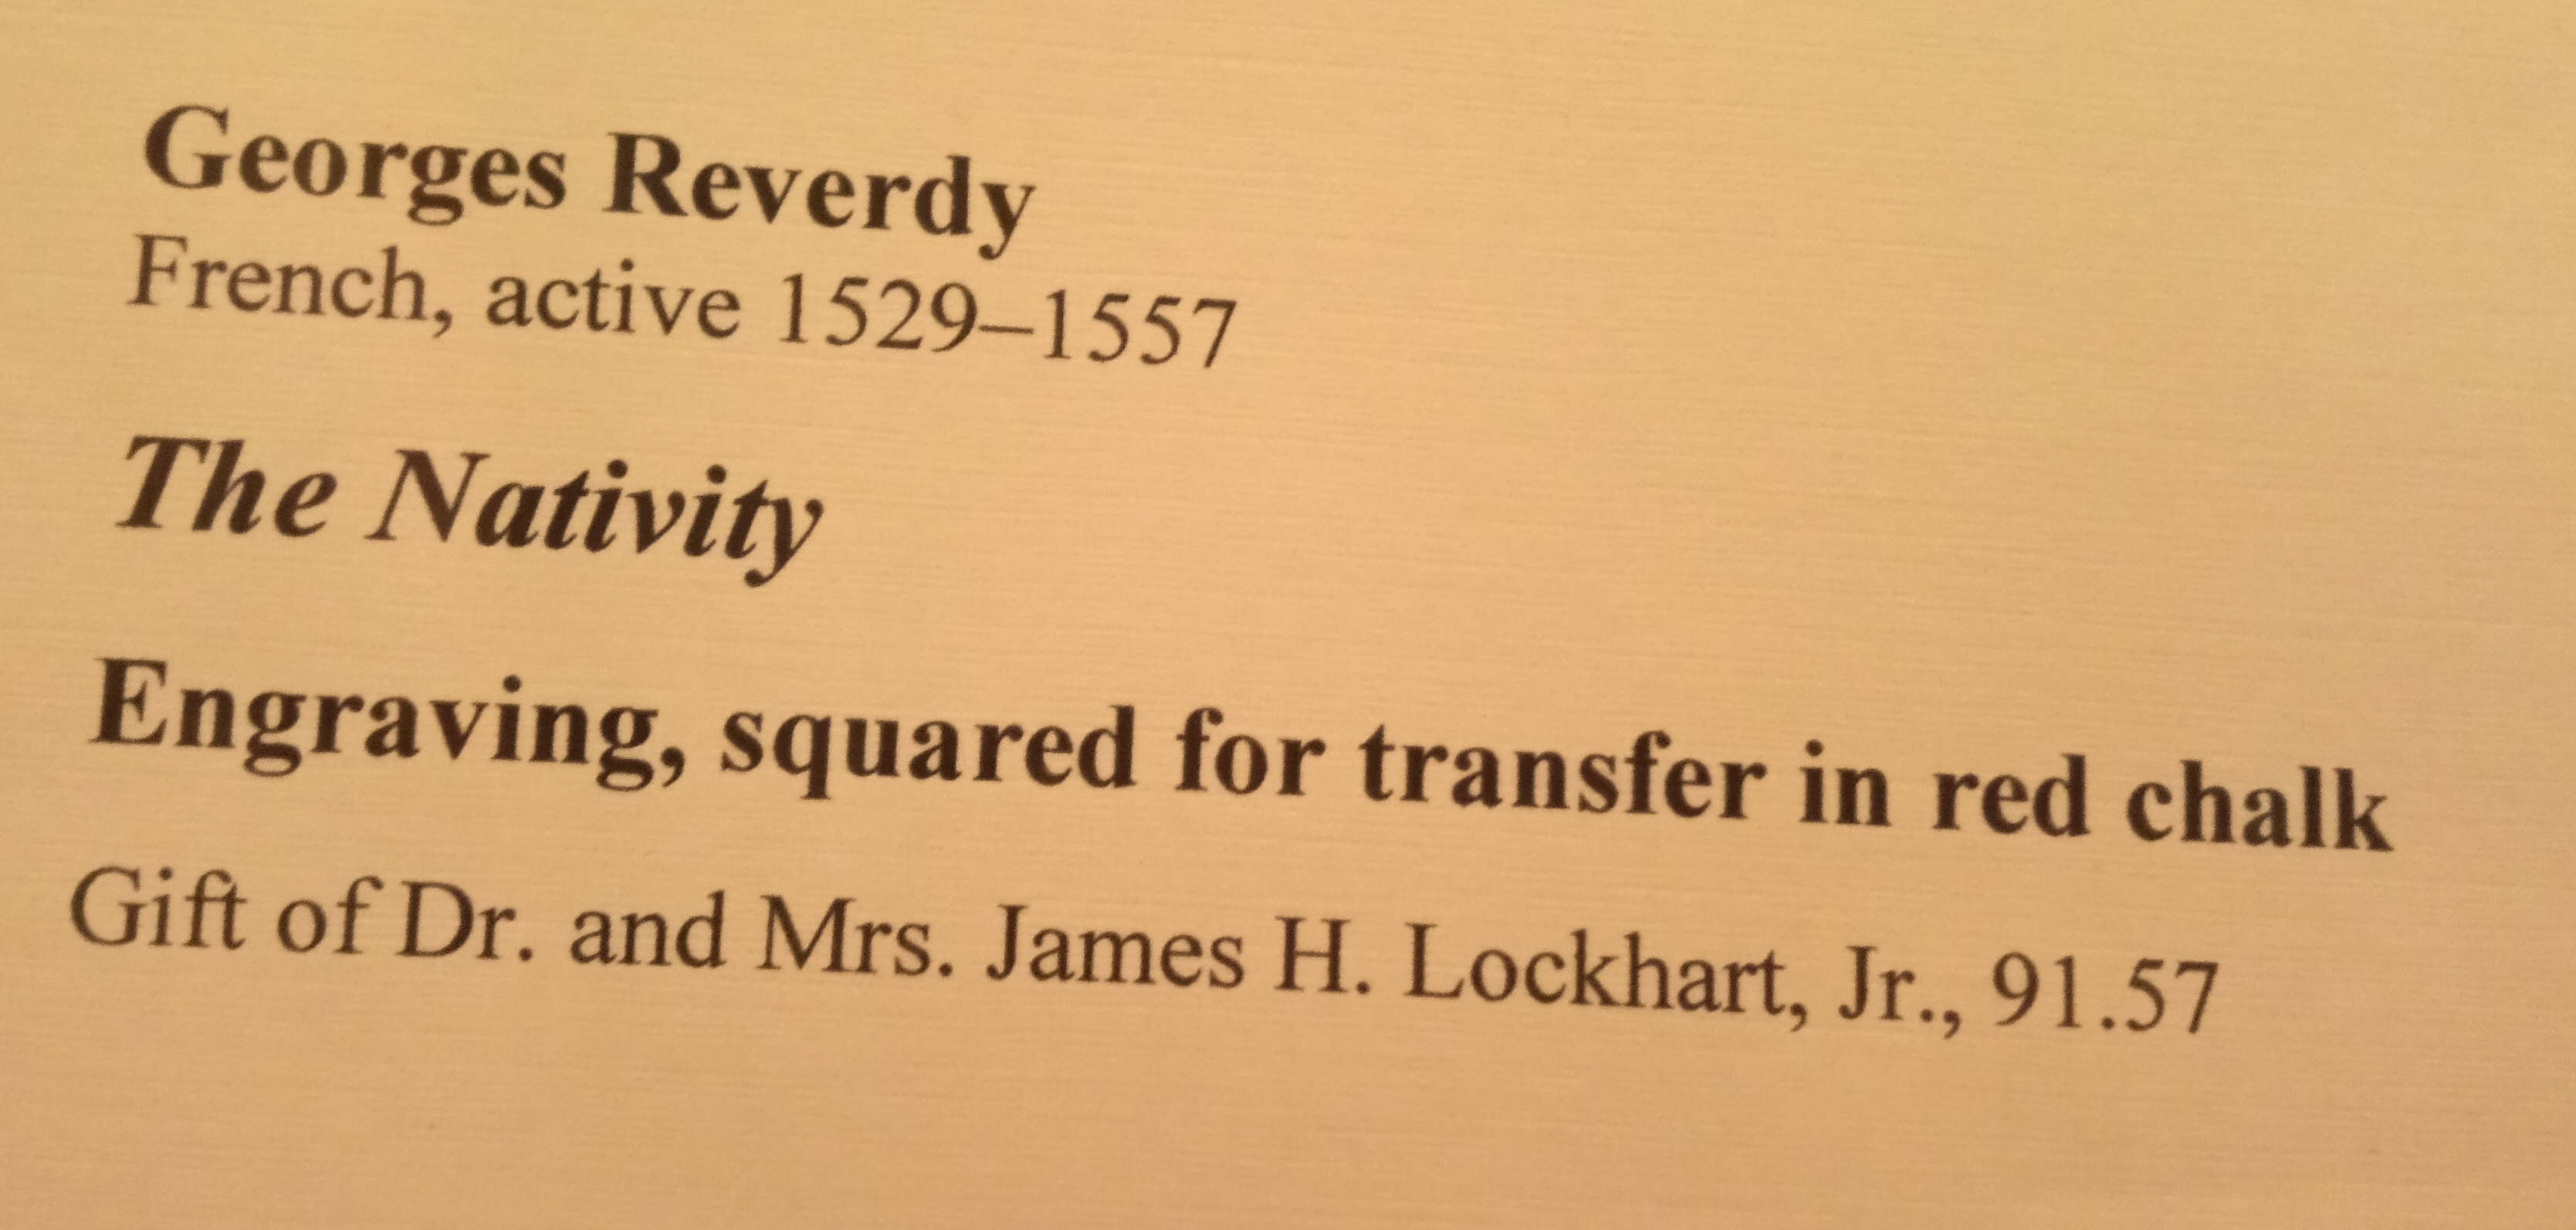 Georges Reverdy
French, active 1529–1557
The Nativity
Engraving, squared for transfer in red chalk
Gift of Dr. and Mrs. James H. Lockhart, Jr., 91.57